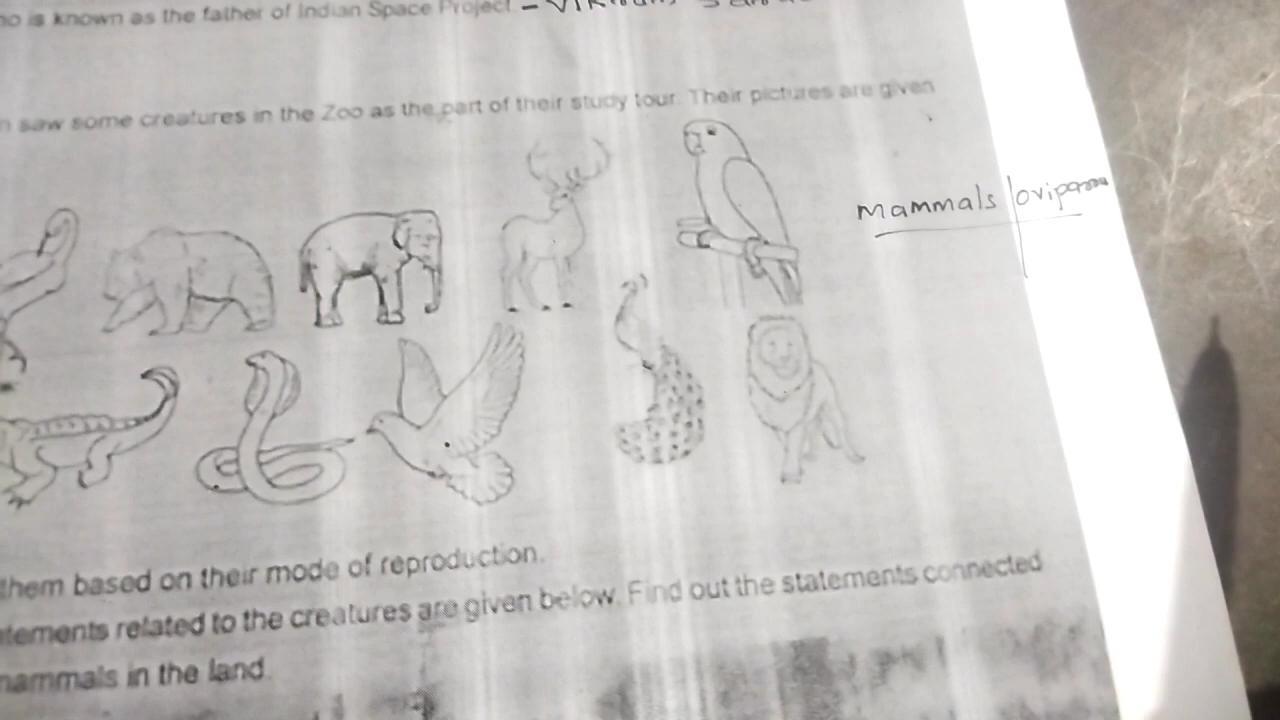 is known as the father of Indian Space Project -
saw some creatures in the Zoo as the part of their study tour. Their pictures are given
mammals
them based on their mode of reproduction.
related to the creatures are given below. Find out the statements connected
mammals in the land.